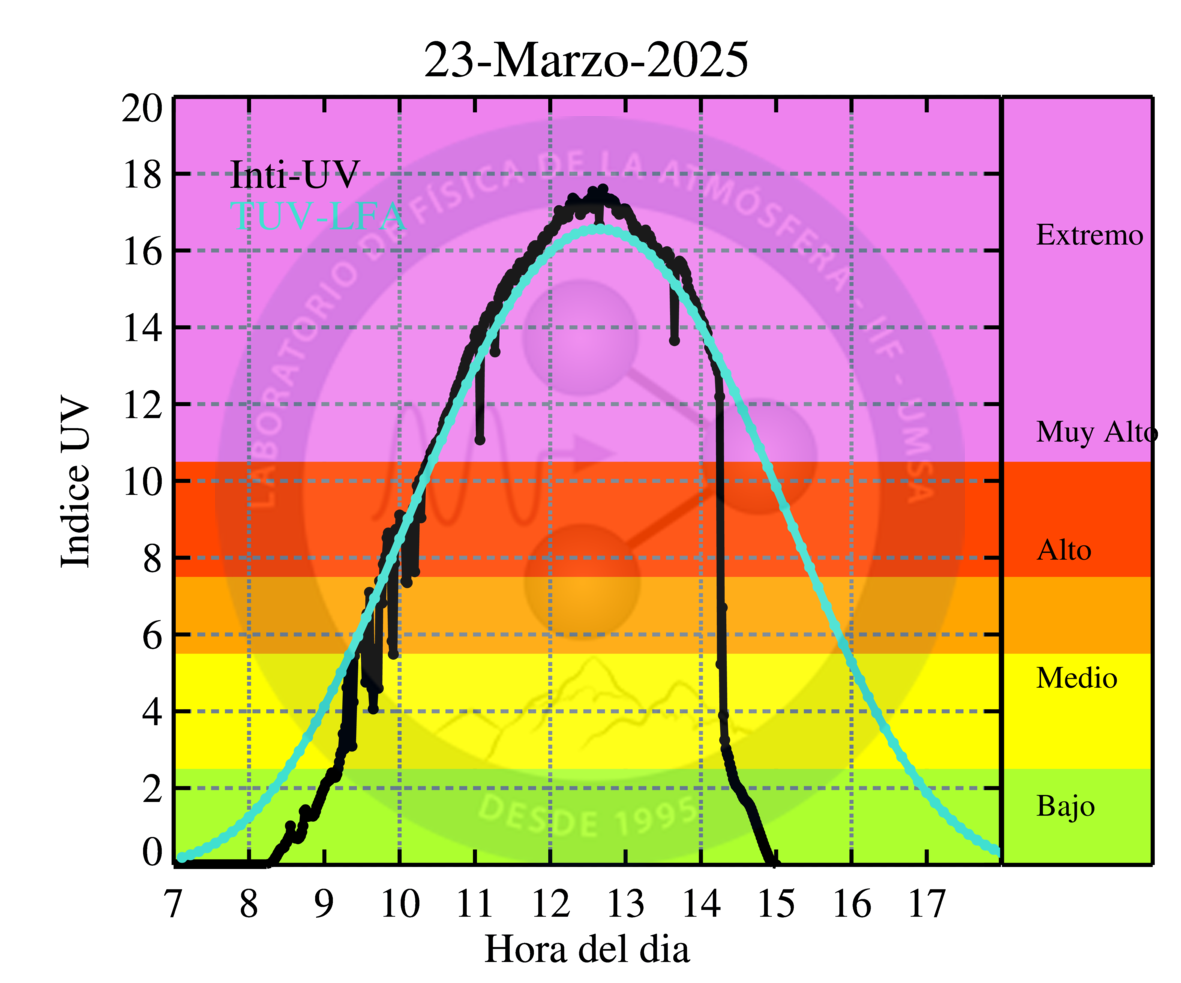 23-Marzo-2025
Inti-UV
TUV-LFA
LABORATORIO DE FÍSICA DE LA ATMÓSFERA - IIF - UMSA
DESDE 1995
Indice UV
20
18
16
14
12
10
8
6
4
2
0
7 8 9 10 11 12 13 14 15 16 17
Hora del dia
Extremo
Muy Alto
Alto
Medio
Bajo